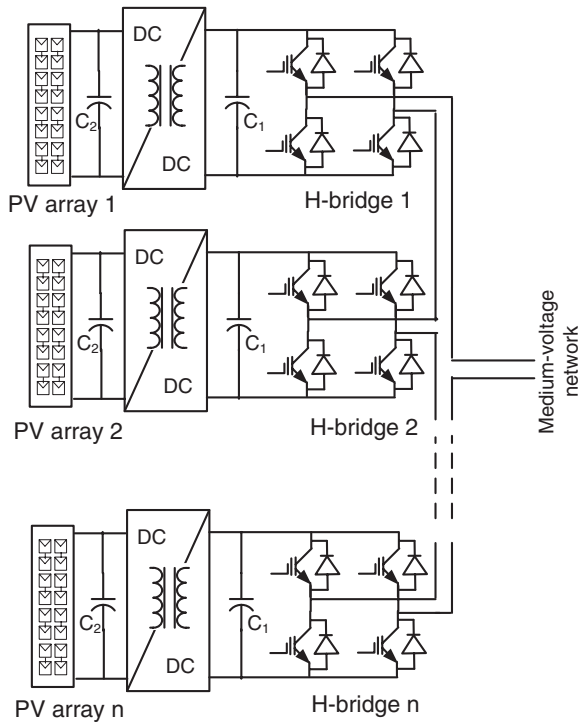 DC
C2
C1
DC
PV array 1
H-bridge 1
DC
C2
C1
DC
PV array 2
H-bridge 2
Medium-voltage
network
DC
C2
C1
DC
PV array n
H-bridge n